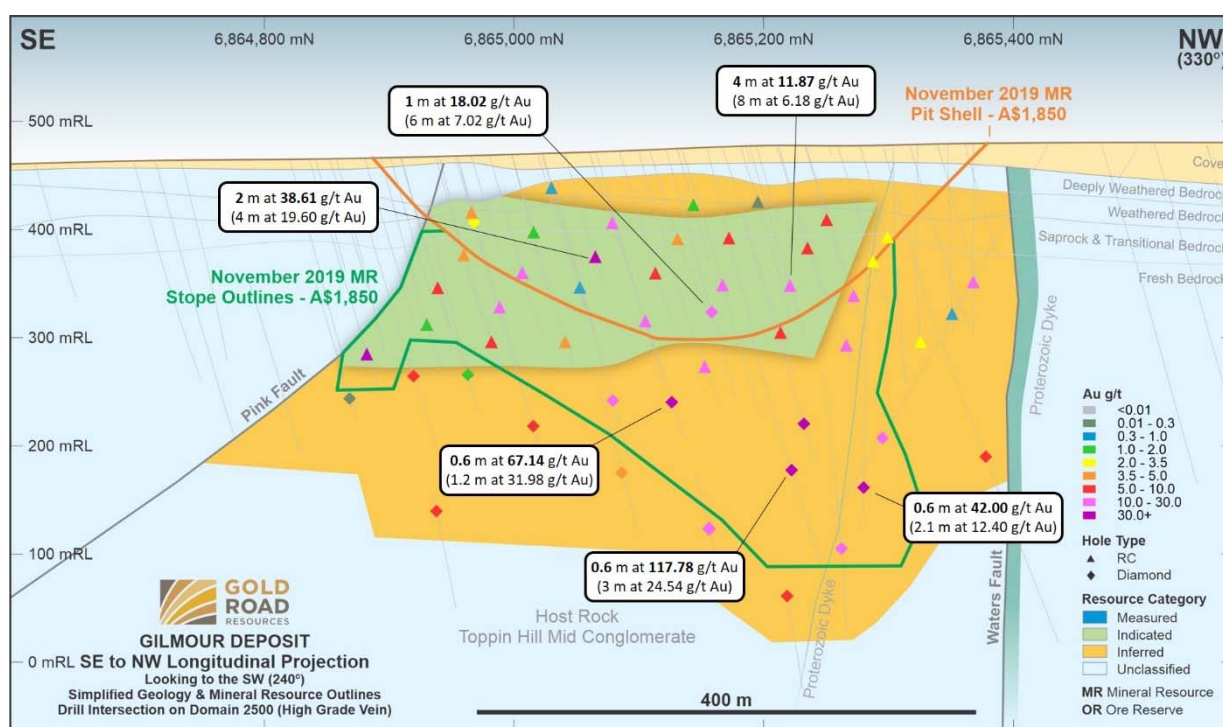 SE
6,864,800 mN
6,865,000 mN
6,865,200 mN
6,865,400 mN
NW
(330°)
500 mRL
400 mRL
300 mRL
200 mRL
100 mRL
0 mRL
1 m at 18.02 g/t Au
(6 m at 7.02 g/t Au)
4 m at 11.87 g/t Au
(8 m at 6.18 g/t Au)
November 2019 MR
Pit Shell - A$1,850
2 m at 38.61 g/t Au
(4 m at 19.60 g/t Au)
November 2019 MR
Stope Outlines - A$1,850
Cove
Deeply Weathered Bedrock
Weathered Bedrock
Saprock & Transitional Bedrock
Fresh Bedrock
Pink Fault
0.6 m at 67.14 g/t Au
(1.2 m at 31.98 g/t Au)
0.6 m at 42.00 g/t Au
(2.1 m at 12.40 g/t Au)
0.6 m at 117.78 g/t Au
(3 m at 24.54 g/t Au)
Proterozoic Dyke
Waters Fault
Proterozoic Dyke
Host Rock
Toppin Hill Mid Conglomerate
Au g/t
<0.01
0.01 - 0.3
0.3 - 1.0
1.0 - 2.0
2.0 - 3.5
3.5 - 5.0
5.0 - 10.0
10.0 - 30.0
30.0+
Hole Type
RC
Diamond
Resource Category
Measured
Indicated
Inferred
Unclassified
MR Mineral Resource
OR Ore Reserve
GOLD
ROAD
RESOURCES
GILMOUR DEPOSIT
SE to NW Longitudinal Projection
Looking to the SW (240°)
Simplified Geology & Mineral Resource Outlines
Drill Intersection on Domain 2500 (High Grade Vein)
400 m